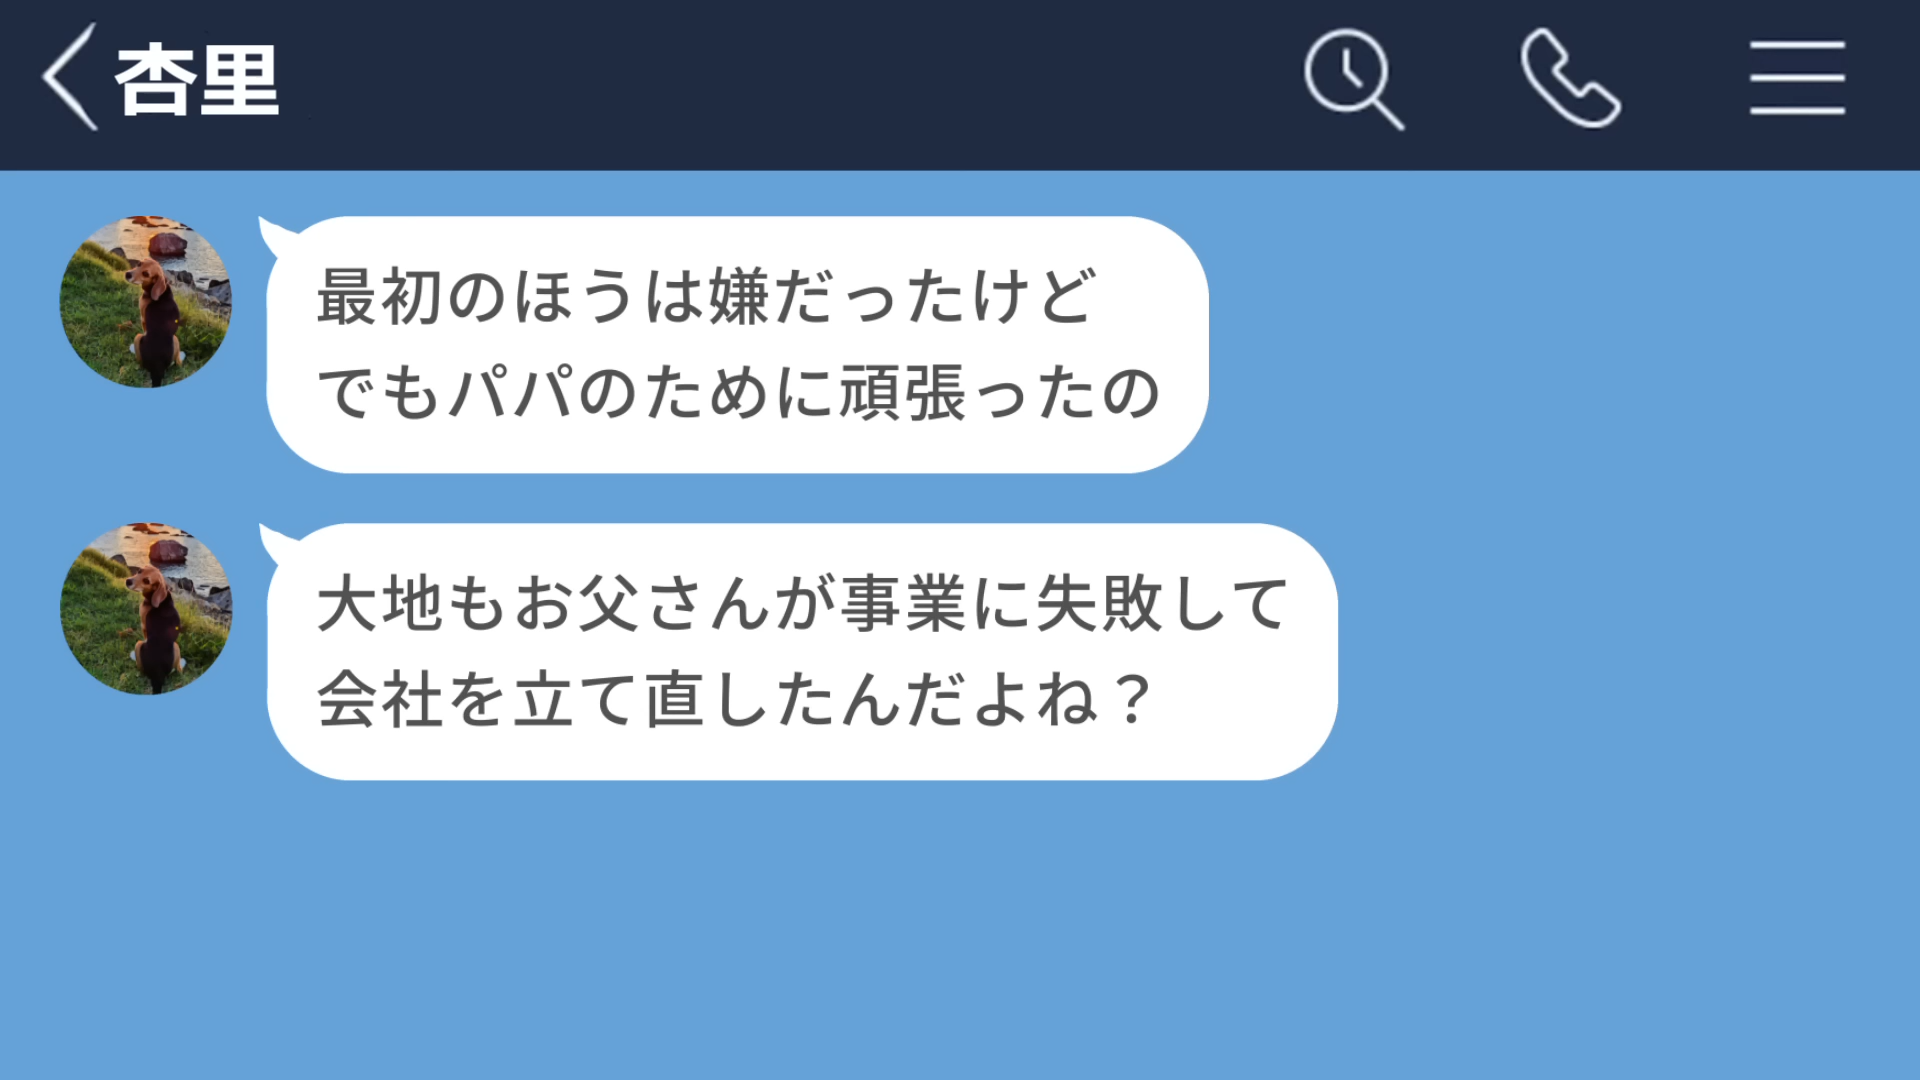 杏里
最初のほうは嫌だったけど
でもパパのために頑張ったの
大地もお父さんが事業に失敗して
会社を立て直したんだよね？